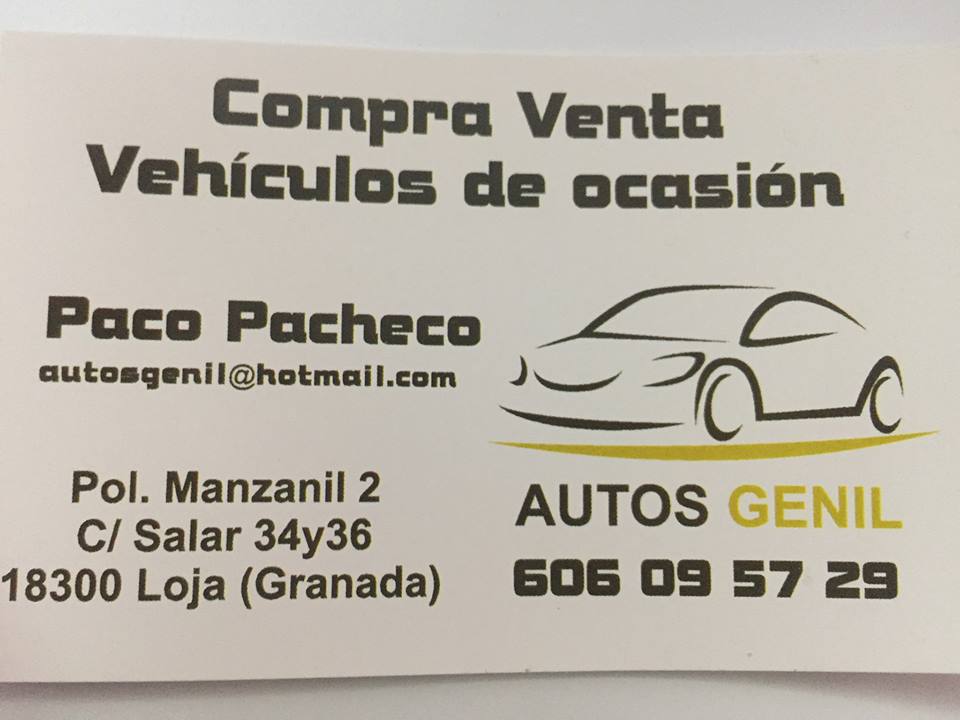 Compra Venta
Vehículos de ocasión
Paco Pacheco
autosgenil@hotmail.com
Pol. Manzanil 2
C/ Salar 34y36
18300 Loja (Granada)
AUTOS GENIL
606 09 57 29